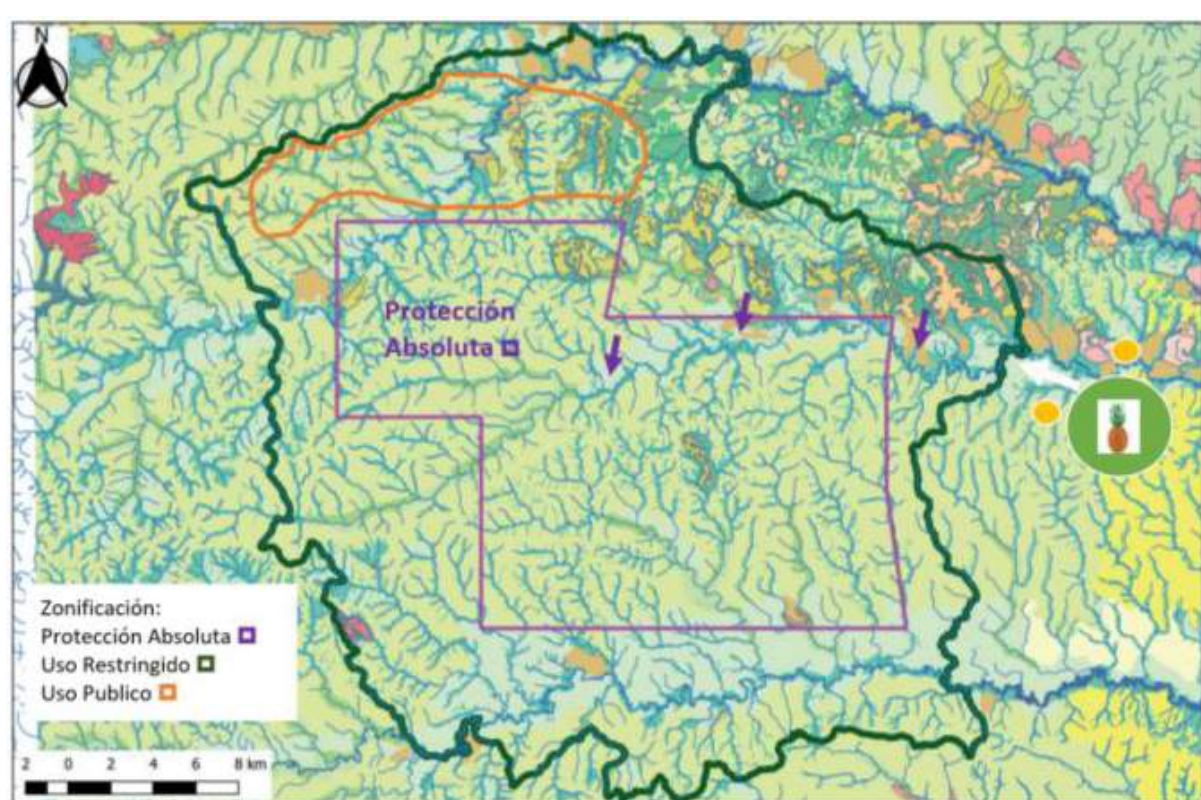 N
Protección
Absoluta
Zonificación:
Protección Absoluta
Uso Restringido
Uso Publico
2 0 2 4 6 8 km